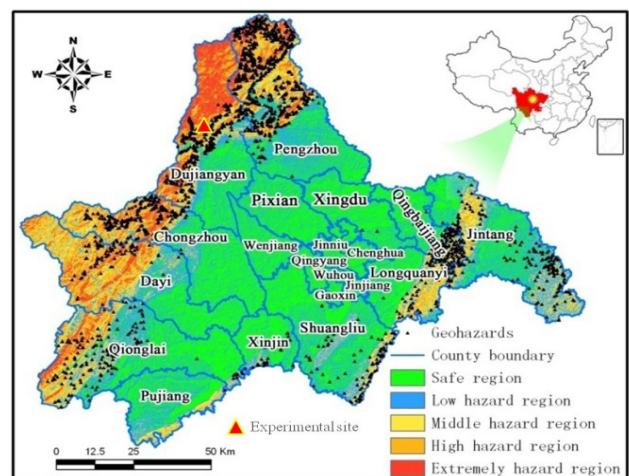 N
W E
S
Pengzhou
Dujiangyan
Pixian Xingdu
Qingbaijiang
Jintang
Chongzhou
Wenjiang Jinniu
Chenghua
Qingyang
Wuhou Longquanyi
Jinjiang
Gaoxin
Dayi
Shuangliu
Qionglai
Xinjin
Pujiang
Experimental site
0 12.5 25 50 Km
Geohazards
County boundary
Safe region
Low hazard region
Middle hazard region
High hazard region
Extremely hazard region